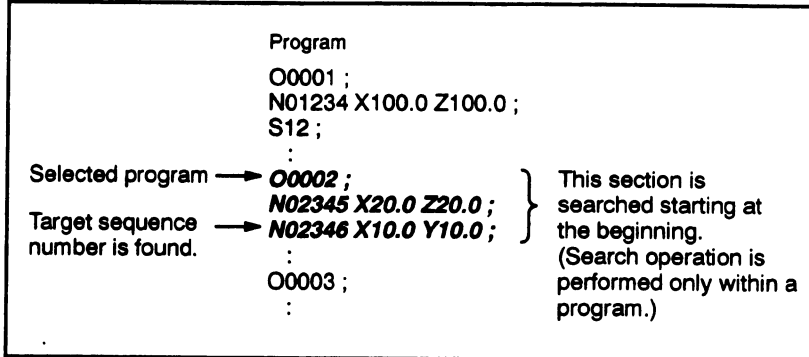 Program
O0001 ;
N01234 X100.0 Z100.0 ;
S12 ;
:
Selected program
O0002 ;
N02345 X20.0 Z20.0 ;
Target sequence
number is found.
N02346 X10.0 Y10.0 ;
:
O0003 ;
:
This section is
searched starting at
the beginning.
(Search operation is
performed only within a
program.)